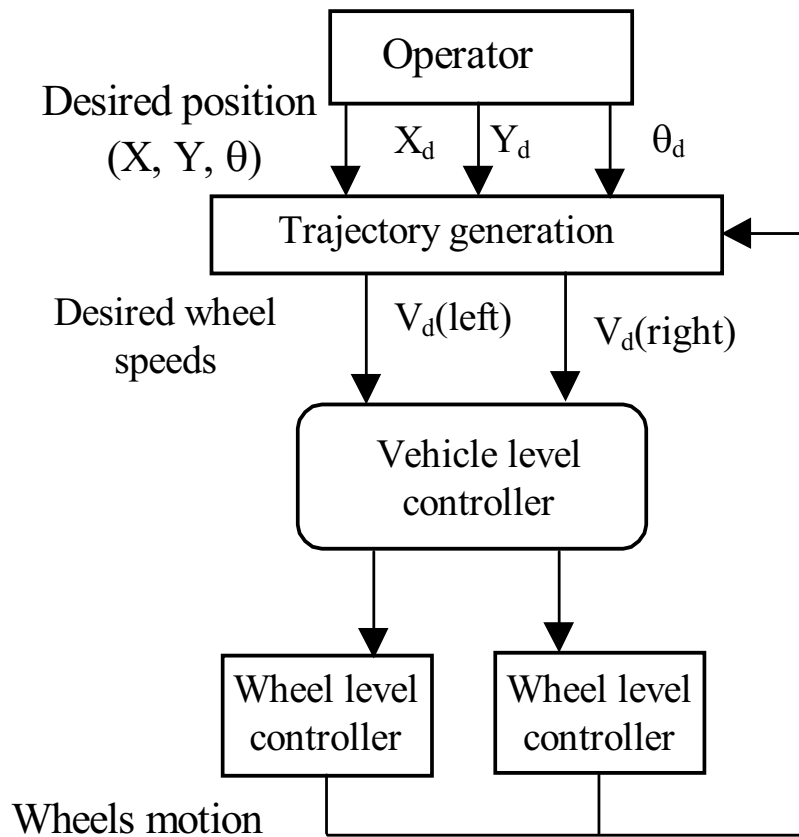 Operator
Desired position
(X, Y, θ)
X_d
Y_d
θ_d
Trajectory generation
Desired wheel
speeds
V_d(left)
V_d(right)
Vehicle level
controller
Wheel level
controller
Wheel level
controller
Wheels motion